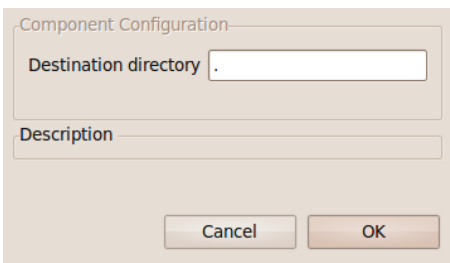 Component Configuration
Destination directory .
Description
Cancel OK